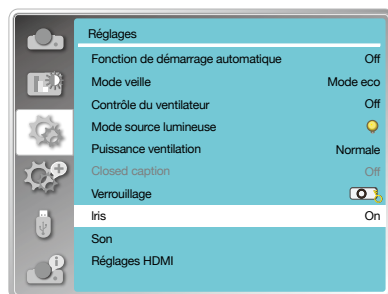 Réglages
Fonction de démarrage automatique Off
Mode veille Mode eco
Contrôle du ventilateur Off
Mode source lumineuse
Puissance ventilation Normale
Closed caption Off
Verrouillage
Iris On
Son
Réglages HDMI